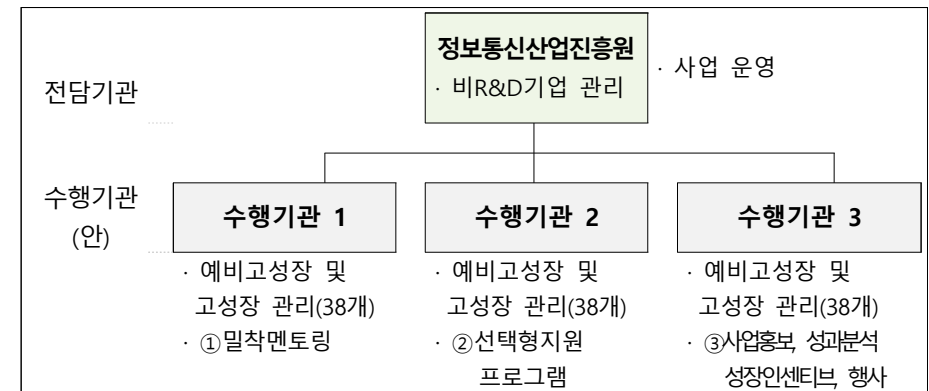 정보통신산업진흥원
· 비R&D기업 관리
· 사업 운영
전담기관
수행기관
(안)
수행기관 1
수행기관 2
수행기관 3
· 예비고성장 및
고성장 관리(38개)
· ①밀착멘토링
· 예비고성장 및
고성장 관리(38개)
· ②선택형지원
프로그램
· 예비고성장 및
고성장 관리(38개)
· ③사업홍보, 성과분석
성장인센티브, 행사